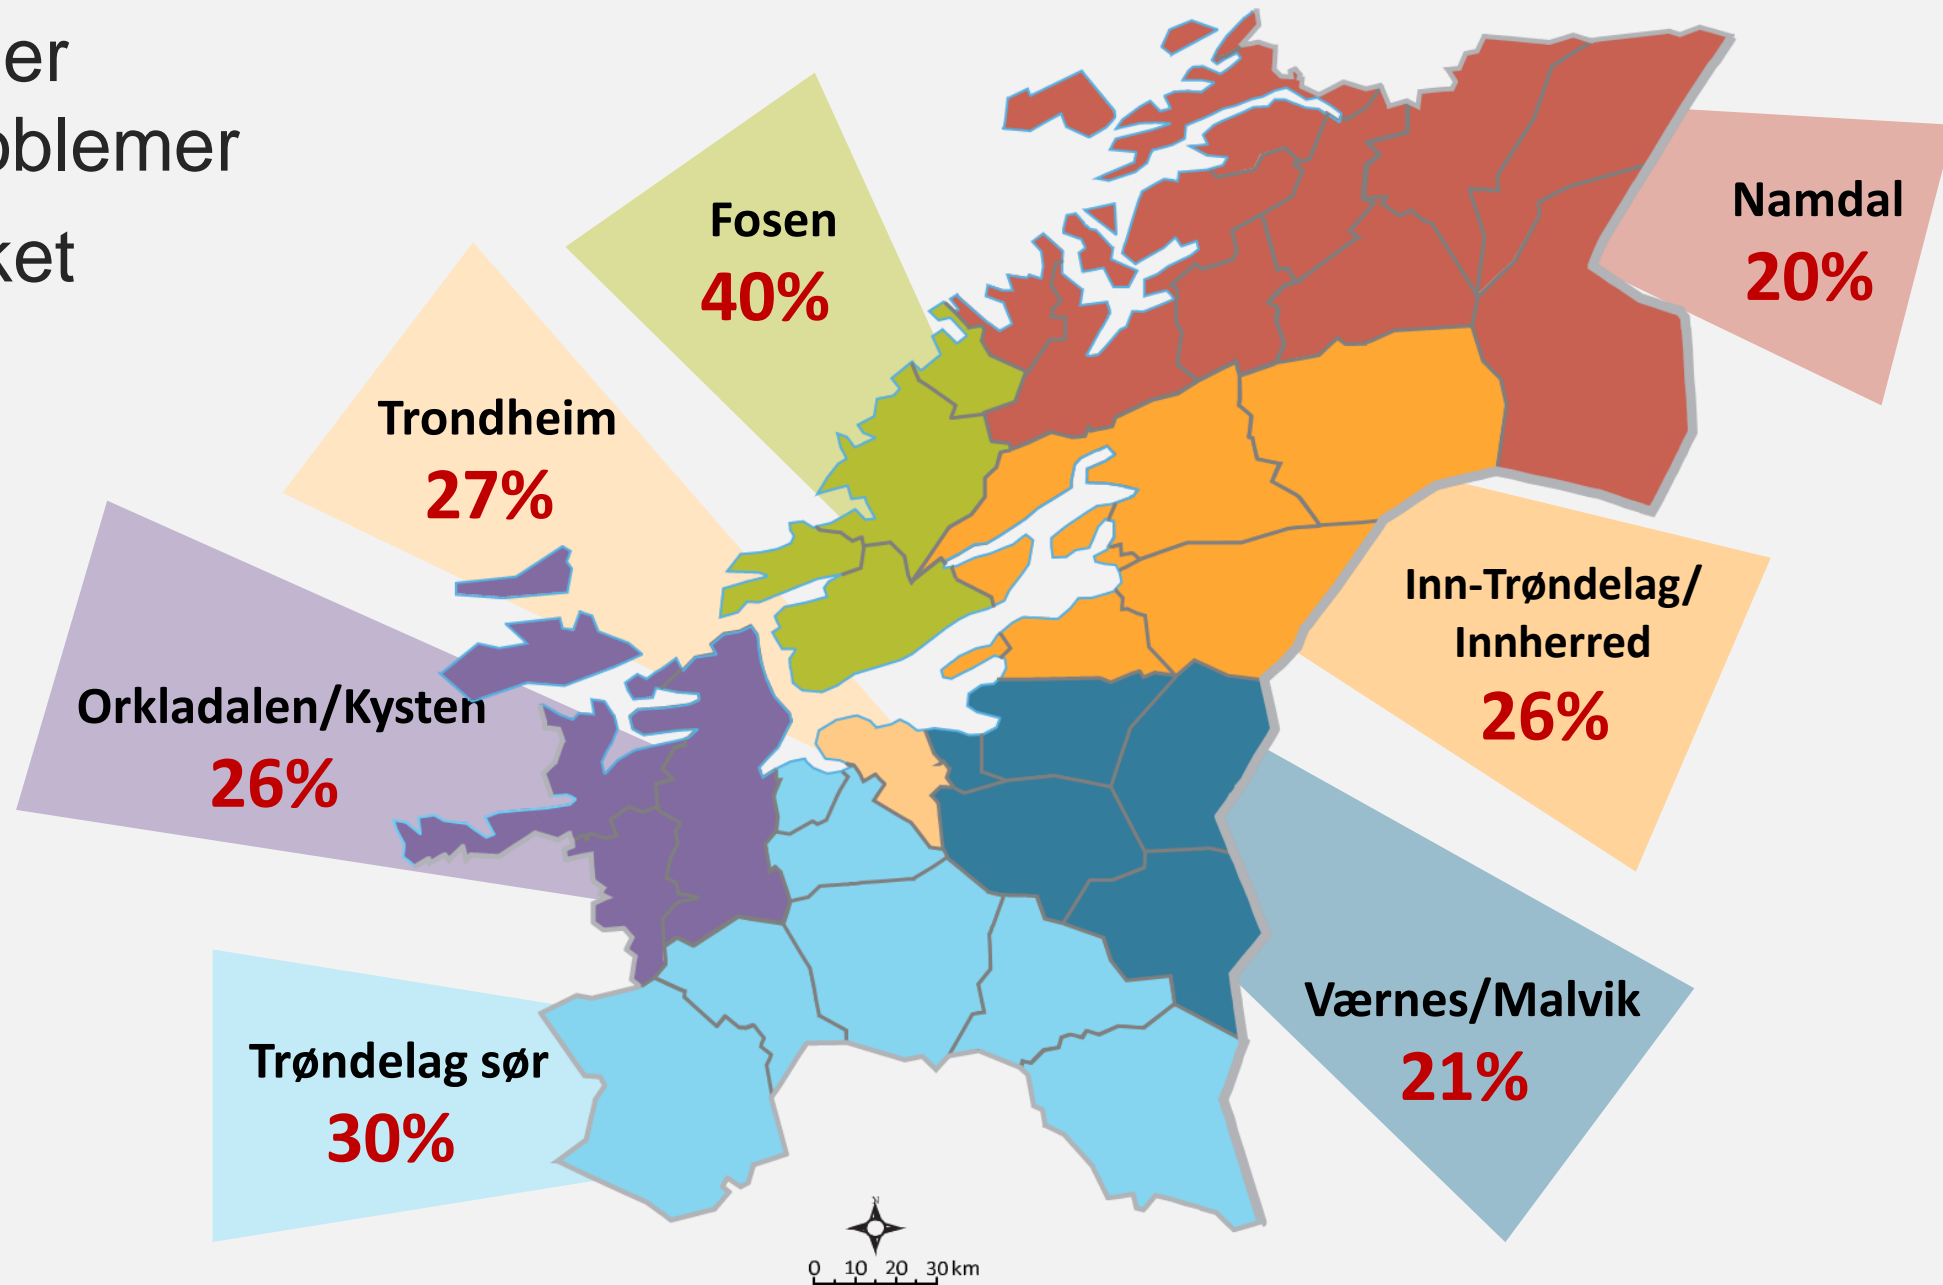 er
oblemer
ket
Fosen
40%
Namdal
20%
Trondheim
27%
Inn-Trøndelag/
Innherred
26%
Orkladalen/Kysten
26%
Værnes/Malvik
21%
Trøndelag sør
30%
N
0 10 20 30 km